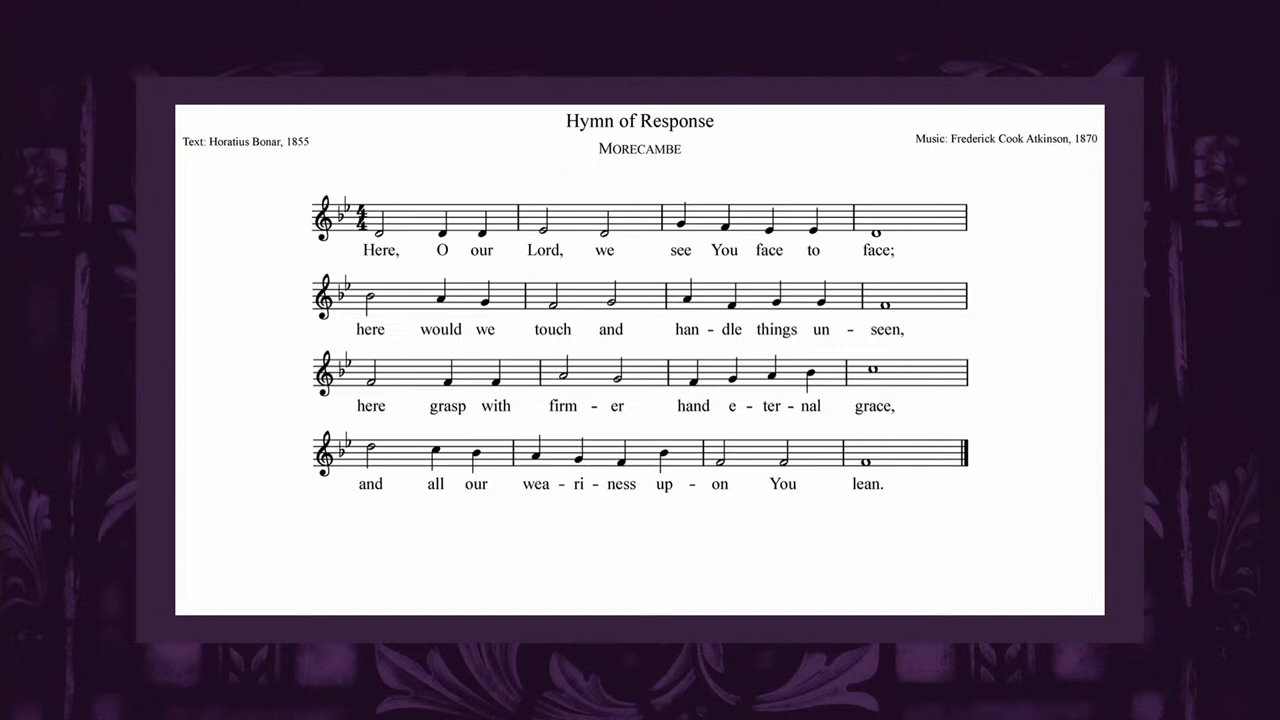 Hymn of Response
MORECAMBE
Text: Horatius Bonar, 1855
Music: Frederick Cook Atkinson, 1870
4
4
Here, O our Lord, we see You face to face;
here would we touch and han - dle things un - seen,
here grasp with firm - er hand e - ter - nal grace,
and all our wea - ri - ness up - on You lean.